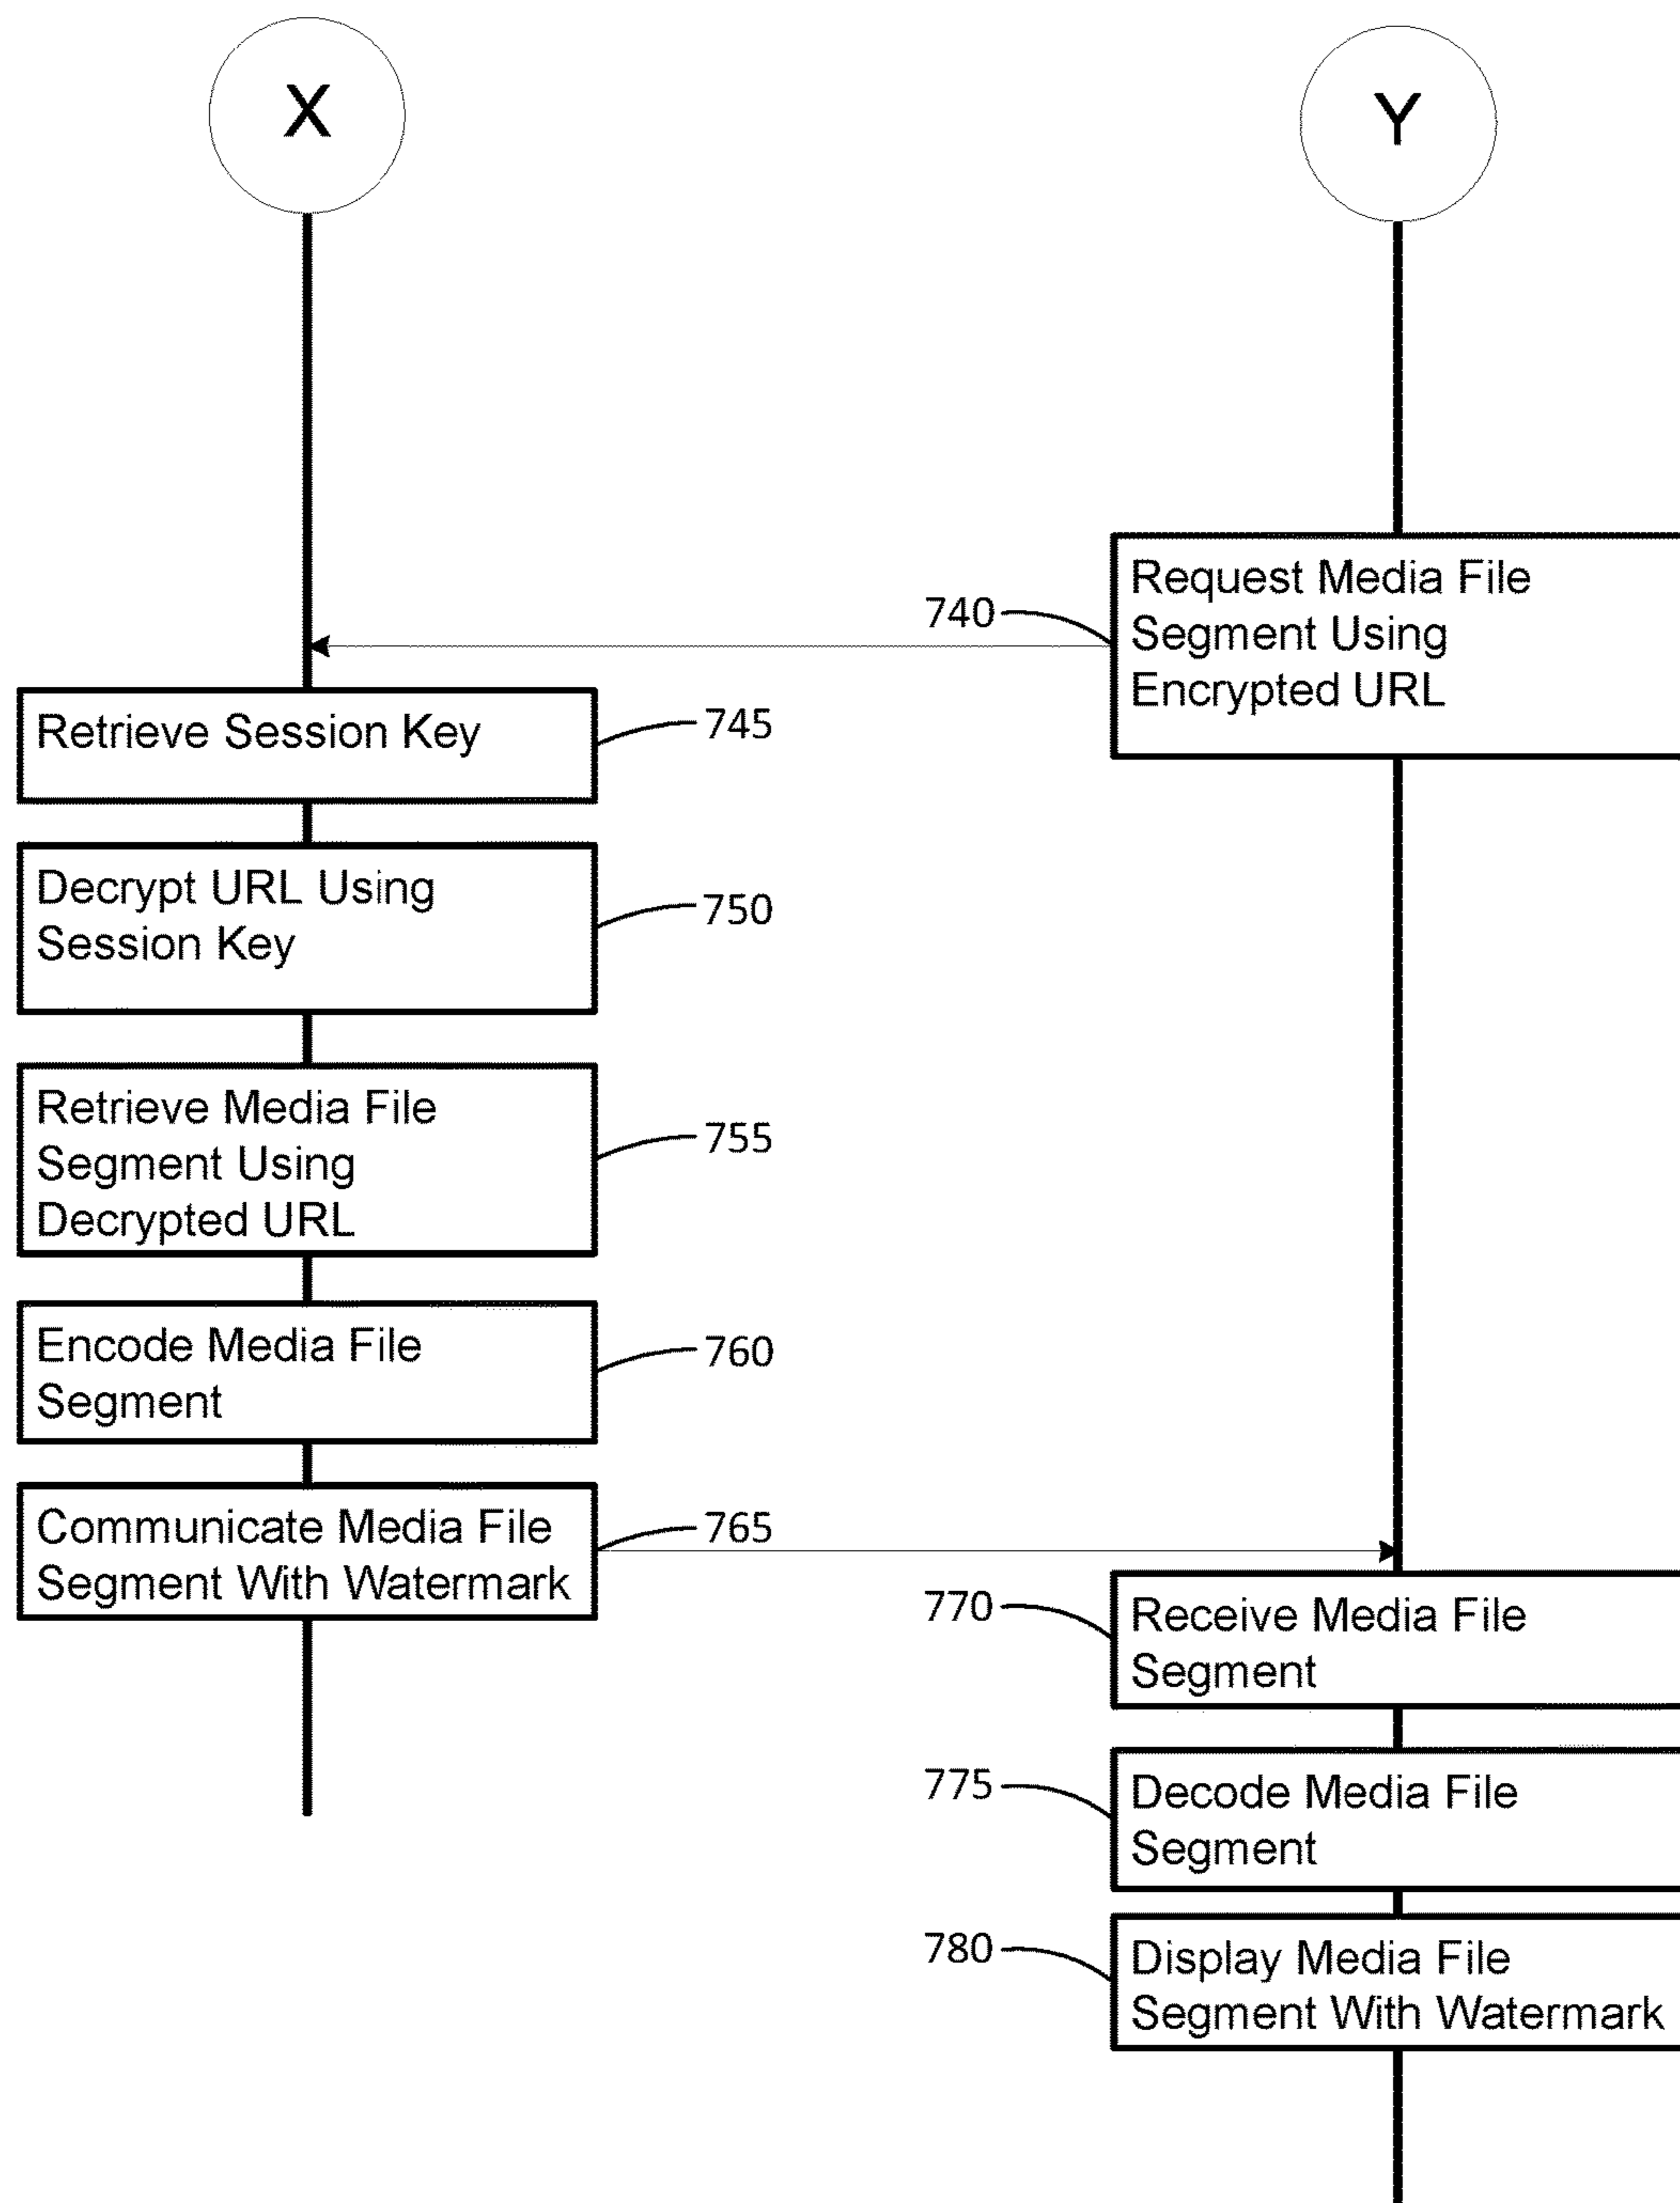 X
Y
Request Media File
Segment Using
Encrypted URL
740
Retrieve Session Key
745
Decrypt URL Using
Session Key
750
Retrieve Media File
Segment Using
Decrypted URL
755
Encode Media File
Segment
760
Communicate Media File
Segment With Watermark
765
770
Receive Media File
Segment
775
Decode Media File
Segment
780
Display Media File
Segment With Watermark